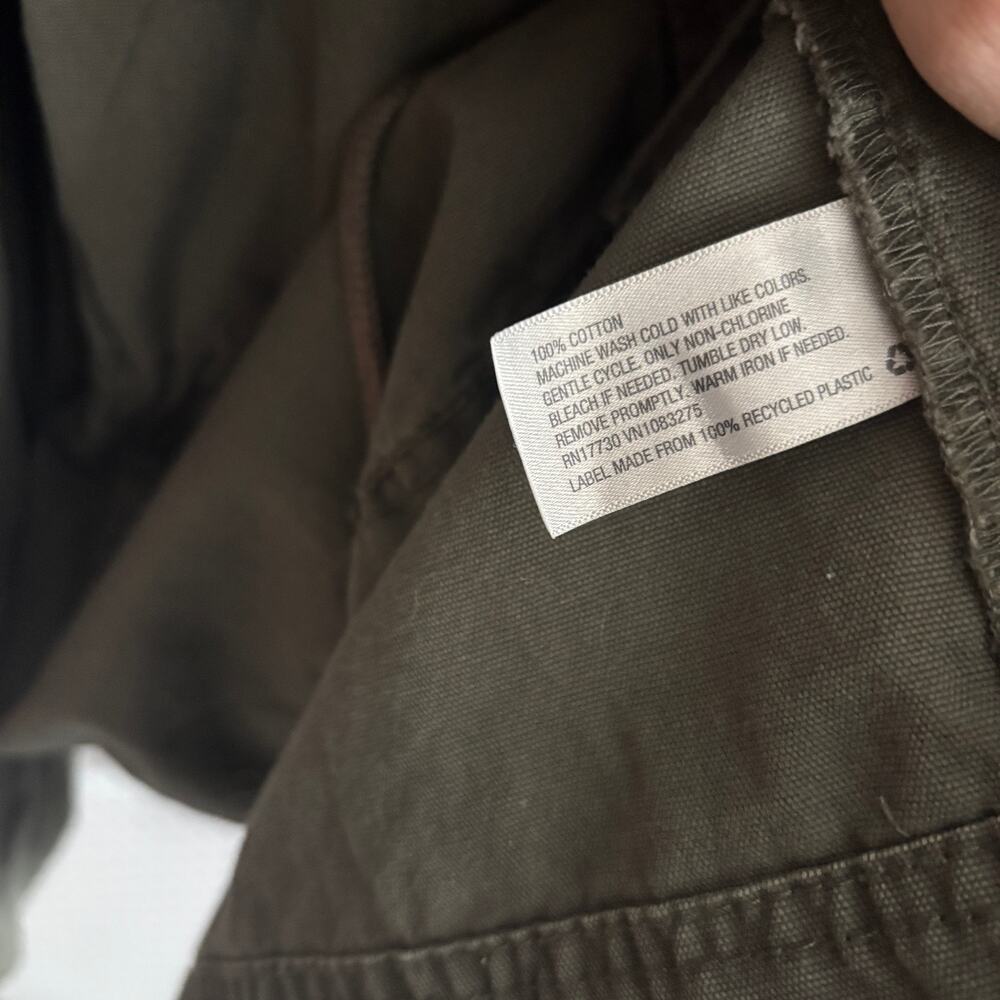 100% COTTON
MACHINE WASH COLD WITH LIKE COLORS.
GENTLE CYCLE. ONLY NON-CHLORINE
BLEACH IF NEEDED. TUMBLE DRY LOW.
REMOVE PROMPTLY. WARM IRON IF NEEDED.
RN17730 VN1083275
LABEL MADE FROM 100% RECYCLED PLASTIC